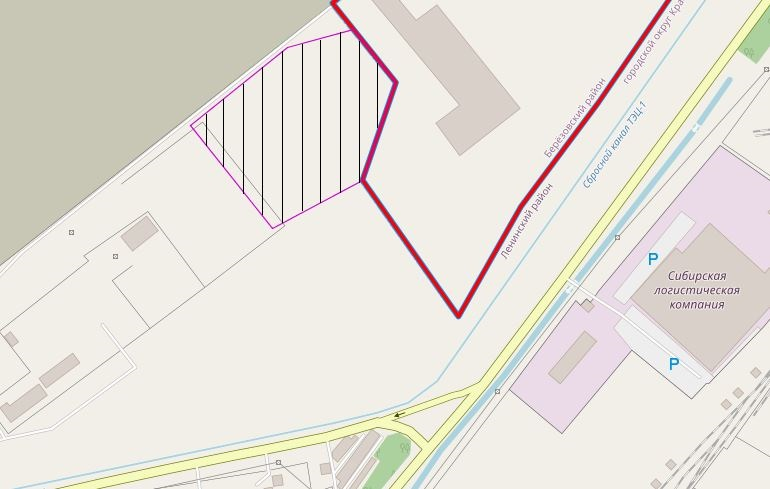 городской округ Кра
Берёзовский район
Сбросной канал ТЭЦ-1
Ленинский район
P
Сибирская
логистическая
компания
P